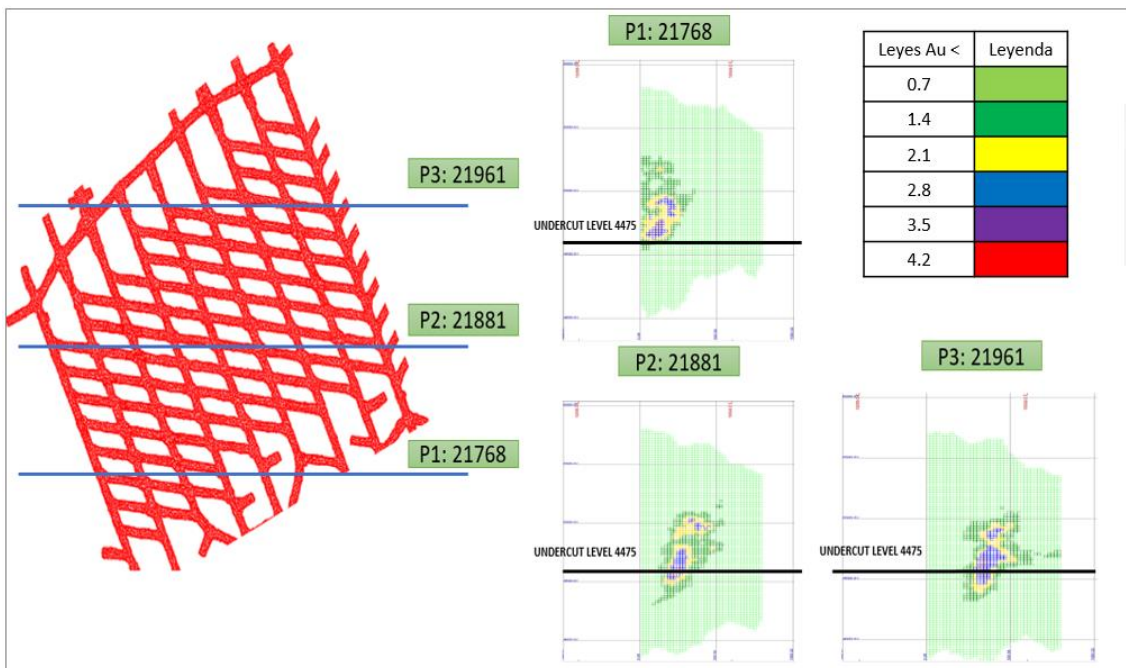 P3: 21961
P2: 21881
P1: 21768
P1: 21768
UNDERCUT LEVEL 4475
Leyes Au <
Leyenda
0.7
1.4
2.1
2.8
3.5
4.2
P2: 21881
UNDERCUT LEVEL 4475
P3: 21961
UNDERCUT LEVEL 4475